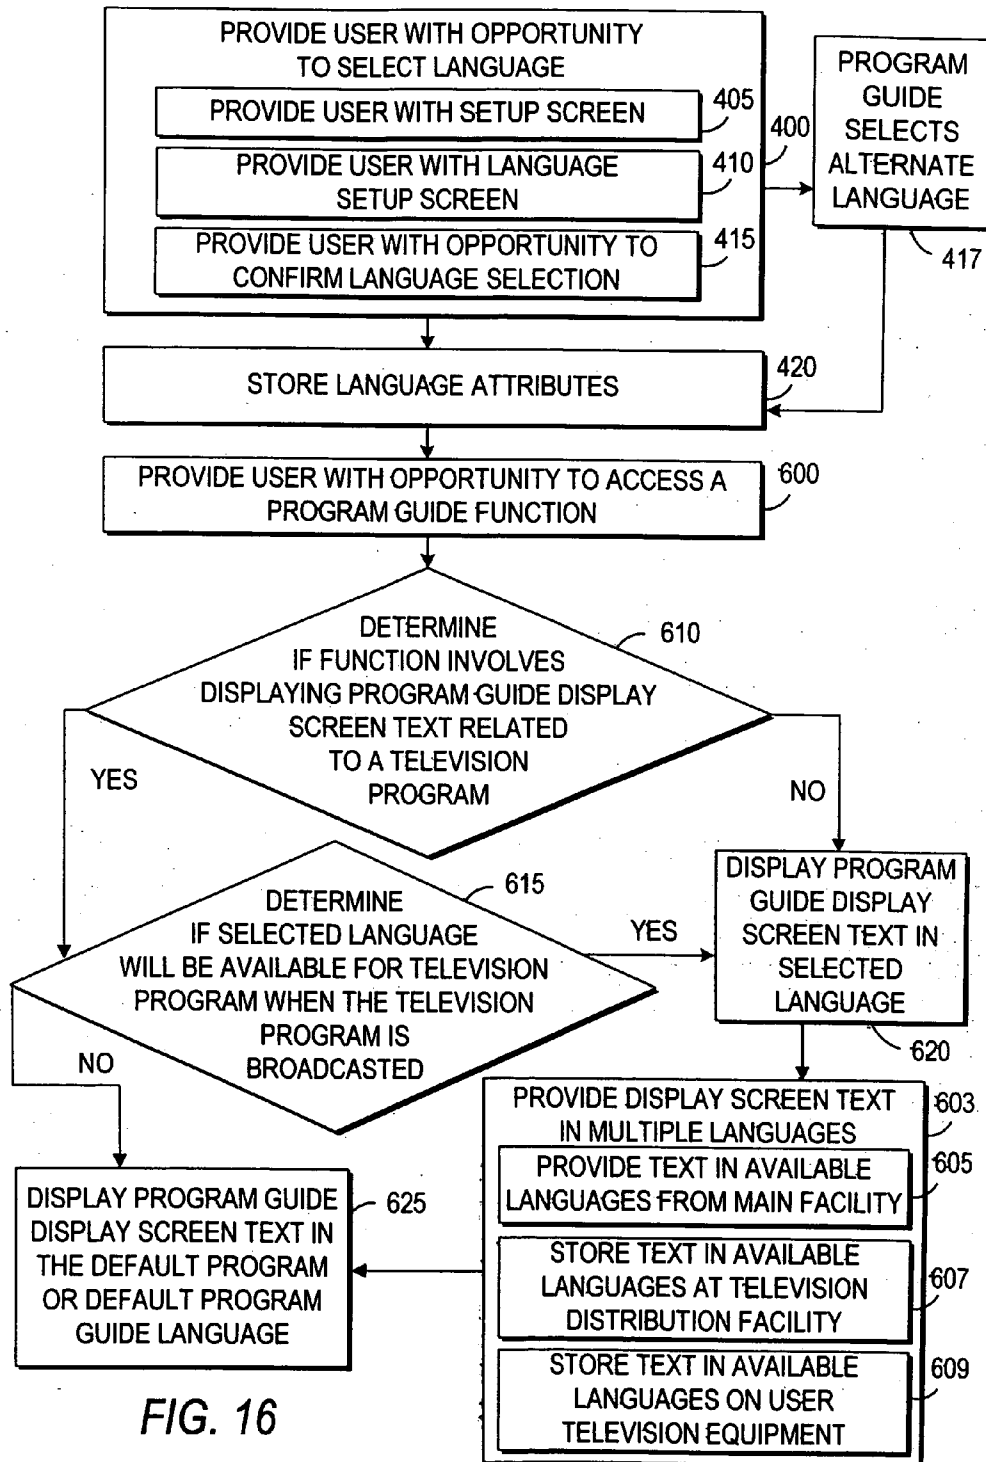 PROVIDE USER WITH OPPORTUNITY
TO SELECT LANGUAGE
PROVIDE USER WITH SETUP SCREEN
405
400
PROVIDE USER WITH LANGUAGE
SETUP SCREEN
410
PROVIDE USER WITH OPPORTUNITY TO
CONFIRM LANGUAGE SELECTION
415
PROGRAM
GUIDE
SELECTS
ALTERNATE
LANGUAGE
417
STORE LANGUAGE ATTRIBUTES
420
PROVIDE USER WITH OPPORTUNITY TO ACCESS A
PROGRAM GUIDE FUNCTION
600
DETERMINE
IF FUNCTION INVOLVES
DISPLAYING PROGRAM GUIDE DISPLAY
SCREEN TEXT RELATED
TO A TELEVISION
PROGRAM
610
YES
NO
DETERMINE
IF SELECTED LANGUAGE
WILL BE AVAILABLE FOR TELEVISION
PROGRAM WHEN THE TELEVISION
PROGRAM IS
BROADCASTED
615
YES
NO
DISPLAY PROGRAM
GUIDE DISPLAY
SCREEN TEXT IN
SELECTED
LANGUAGE
620
PROVIDE DISPLAY SCREEN TEXT
IN MULTIPLE LANGUAGES
603
PROVIDE TEXT IN AVAILABLE
LANGUAGES FROM MAIN FACILITY
605
STORE TEXT IN AVAILABLE
LANGUAGES AT TELEVISION
DISTRIBUTION FACILITY
607
STORE TEXT IN AVAILABLE
LANGUAGES ON USER
TELEVISION EQUIPMENT
609
DISPLAY PROGRAM GUIDE
DISPLAY SCREEN TEXT IN
THE DEFAULT PROGRAM
OR DEFAULT PROGRAM
GUIDE LANGUAGE
625
FIG. 16